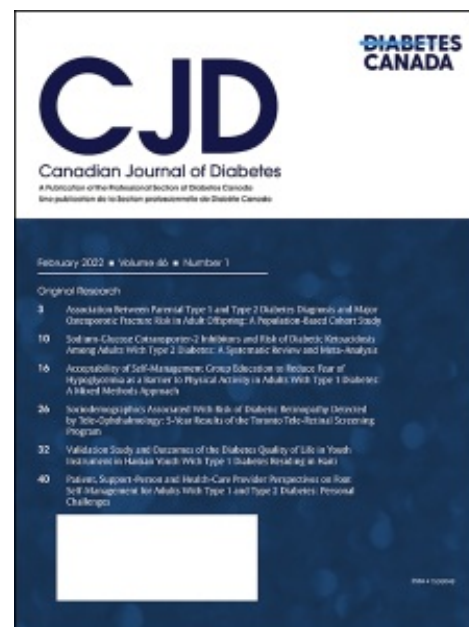 DIABETES
CANADA
CJD
Canadian Journal of Diabetes
A Publication of the Professional Section of Diabetes Canada
Une publication de la Section professionnelle de Diabète Canada
February 2022 ★ Volume 46 ★ Number 1
Original Research
3 Association Between Parental Type 1 and Type 2 Diabetes Diagnosis and Major
Osteoporotic Fracture Risk in Adult Offspring: A Population-Based Cohort Study
10 Sodium-Glucose Cotransporter-2 Inhibitors and Risk of Diabetic Ketoacidosis
Among Adults With Type 2 Diabetes: A Systematic Review and Meta-Analysis
16 Acceptability of Self-Management Group Education to Reduce Fear of
Hypoglycemia as a Barrier to Physical Activity in Adults With Type 1 Diabetes:
A Mixed Methods Approach
26 Sociodemographics Associated With Risk of Diabetic Retinopathy Detected
by Tele-Ophthalmology: 5-Year Results of the Toronto Tele-Retinal Screening
Program
32 Validation Study and Outcomes of the Diabetes Quality of Life in Youth
Instrument in Haitian Youth With Type 1 Diabetes Residing in Haiti
40 Patient, Support-Person and Health-Care Provider Perspectives on Foot
Self-Management for Adults With Type 1 and Type 2 Diabetes: Personal
Challenges